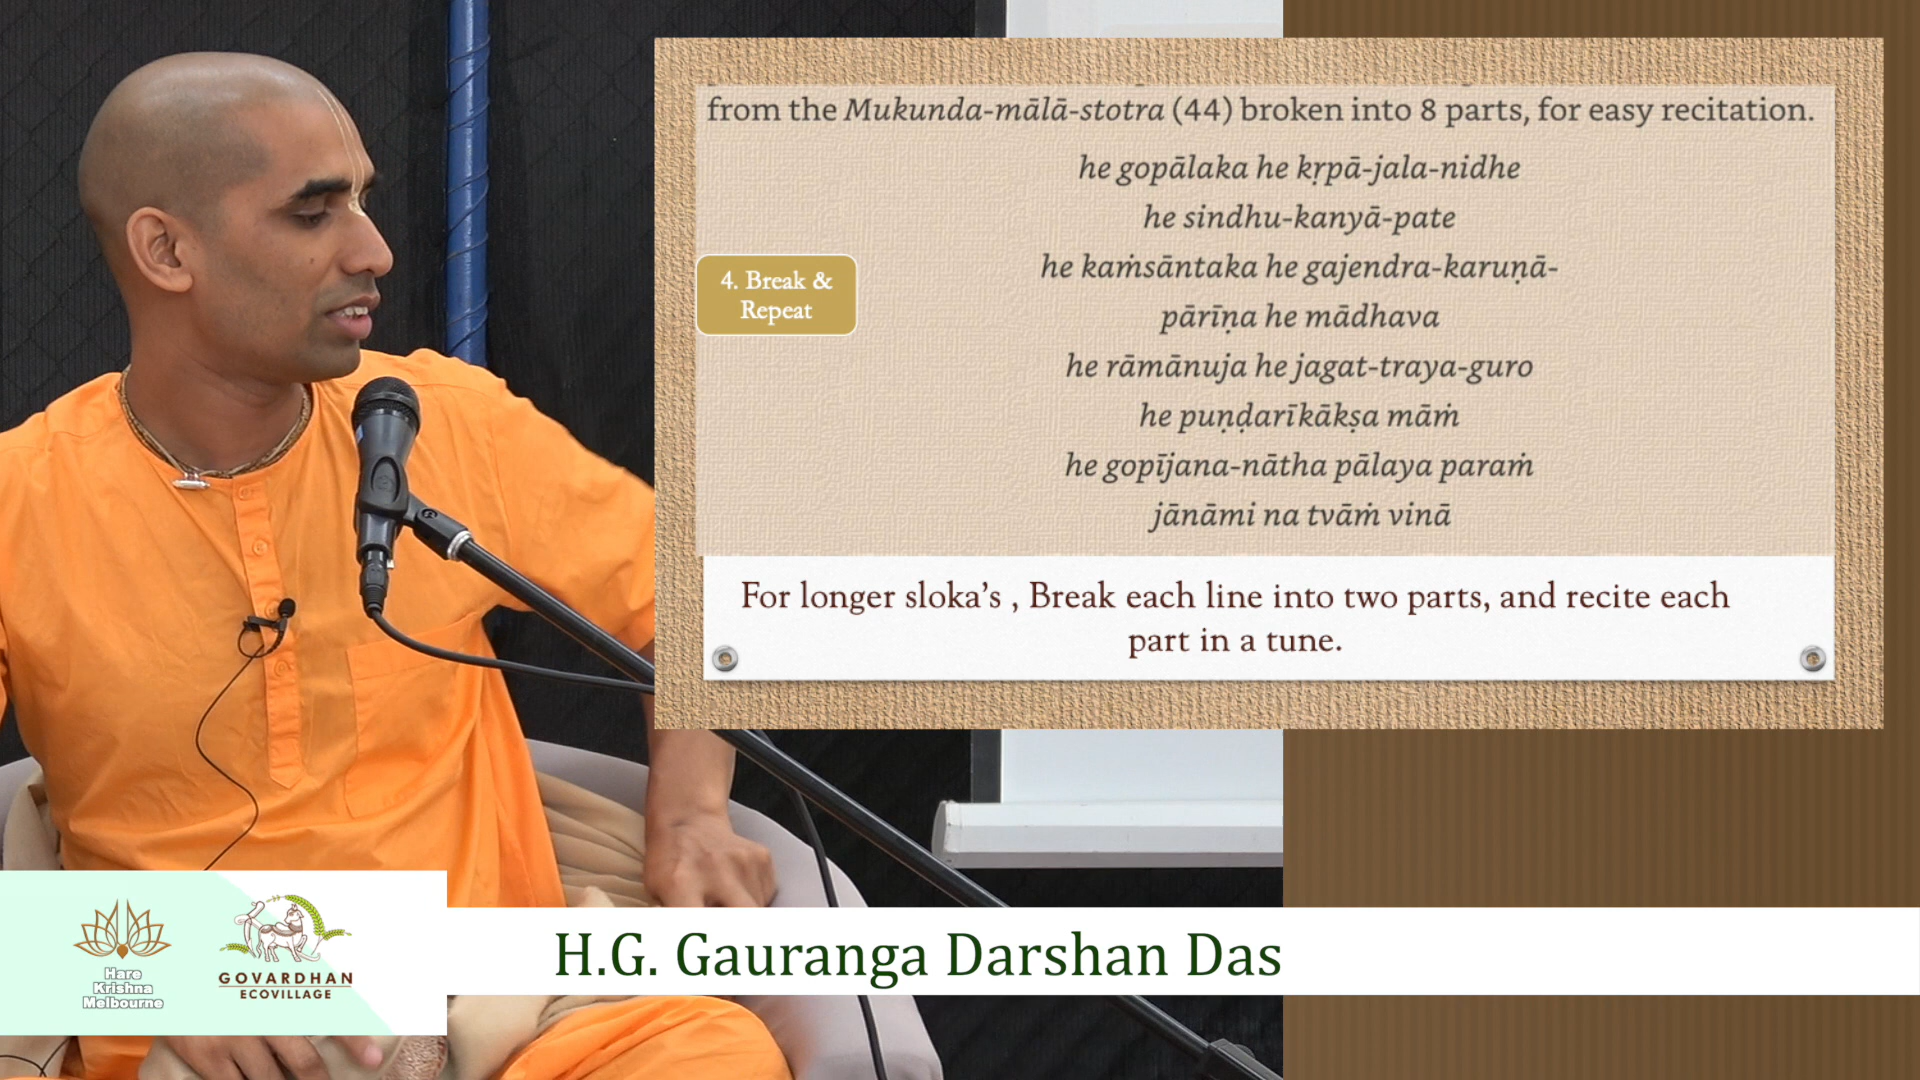 from the Mukunda-mālā-stotra (44) broken into 8 parts, for easy recitation.
he gopālaka he kṛpā-jala-nidhe
he sindhu-kanyā-pate
he kaṁsāntaka he gajendra-karuṇā-
pārīṇa he mādhava
he rāmānuja he jagat-traya-guro
he puṇḍarīkākṣa māṁ
he gopījana-nātha pālaya paraṁ
jānāmi na tvāṁ vinā
4. Break &
Repeat
For longer sloka's , Break each line into two parts, and recite each
part in a tune.
Hare
Krishna
Melbourne
GOVARDHAN
ECOVILLAGE
H.G. Gauranga Darshan Das